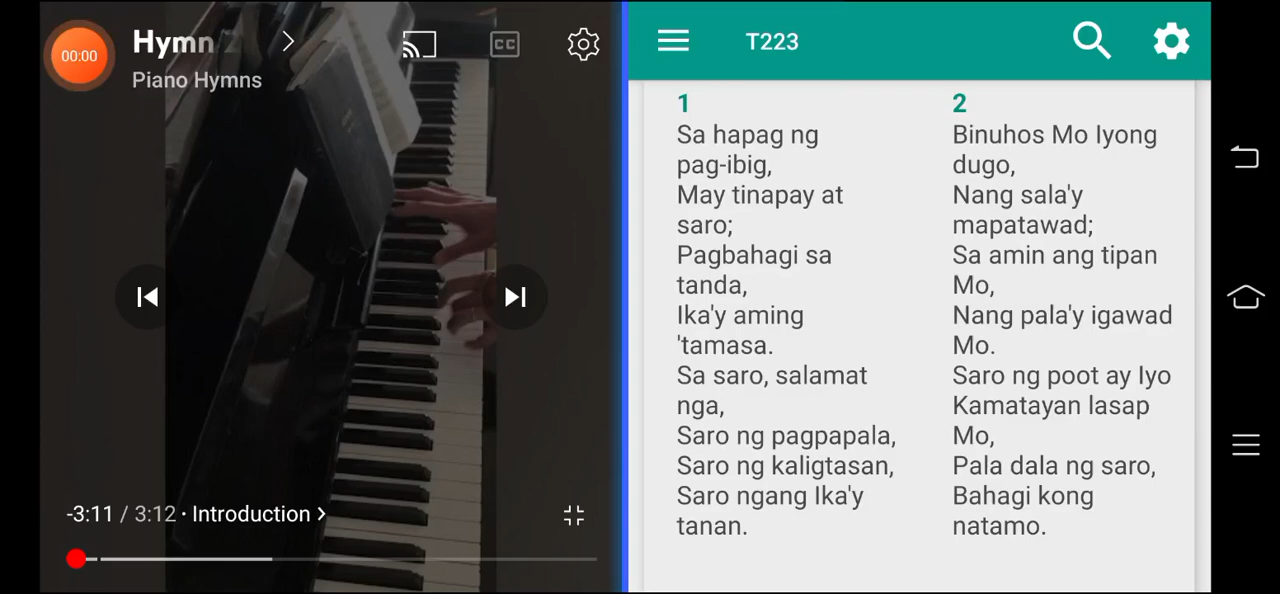 00:00
Hymn
Piano Hymns
CC
-3:11 / 3:12 · Introduction
T223
1
Sa hapag ng
pag-ibig,
May tinapay at
saro;
Pagbahagi sa
tanda,
Ika'y aming
'tamasa.
Sa saro, salamat
nga,
Saro ng pagpapala,
Saro ng kaligtasan,
Saro ngang Ika'y
tanan.
2
Binuhos Mo Iyong
dugo,
Nang sala'y
mapatawad;
Sa amin ang tipan
Mo,
Nang pala'y igawad
Mo.
Saro ng poot ay Iyo
Kamatayan lasap
Mo,
Pala dala ng saro,
Bahagi kong
natamo.